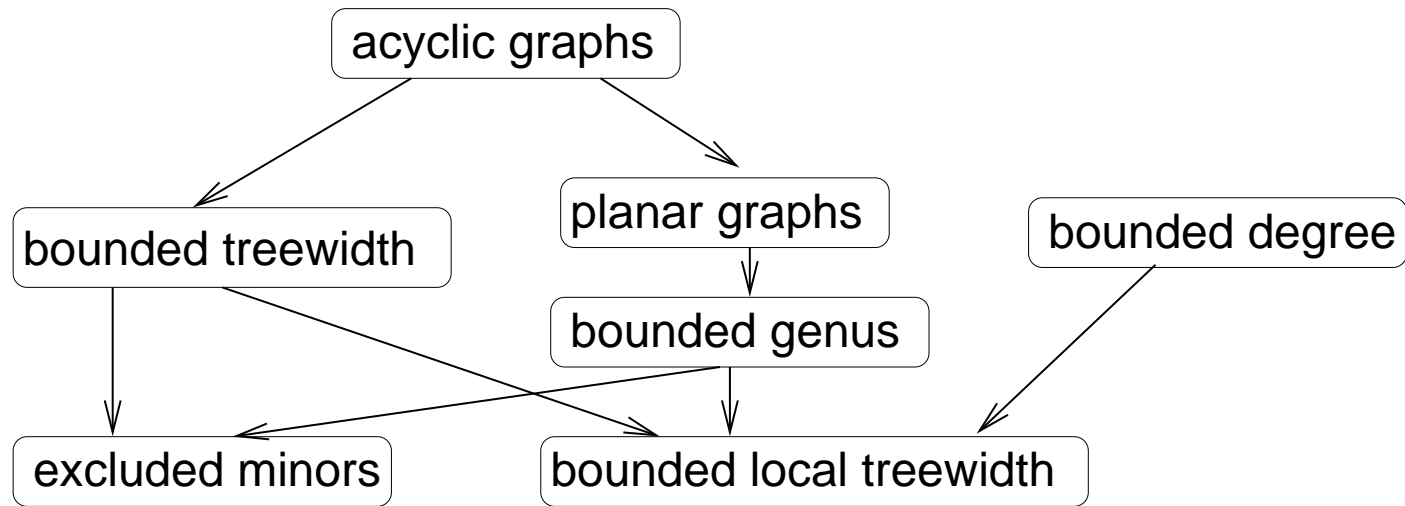 acyclic graphs
planar graphs
bounded degree
bounded treewidth
bounded genus
excluded minors
bounded local treewidth